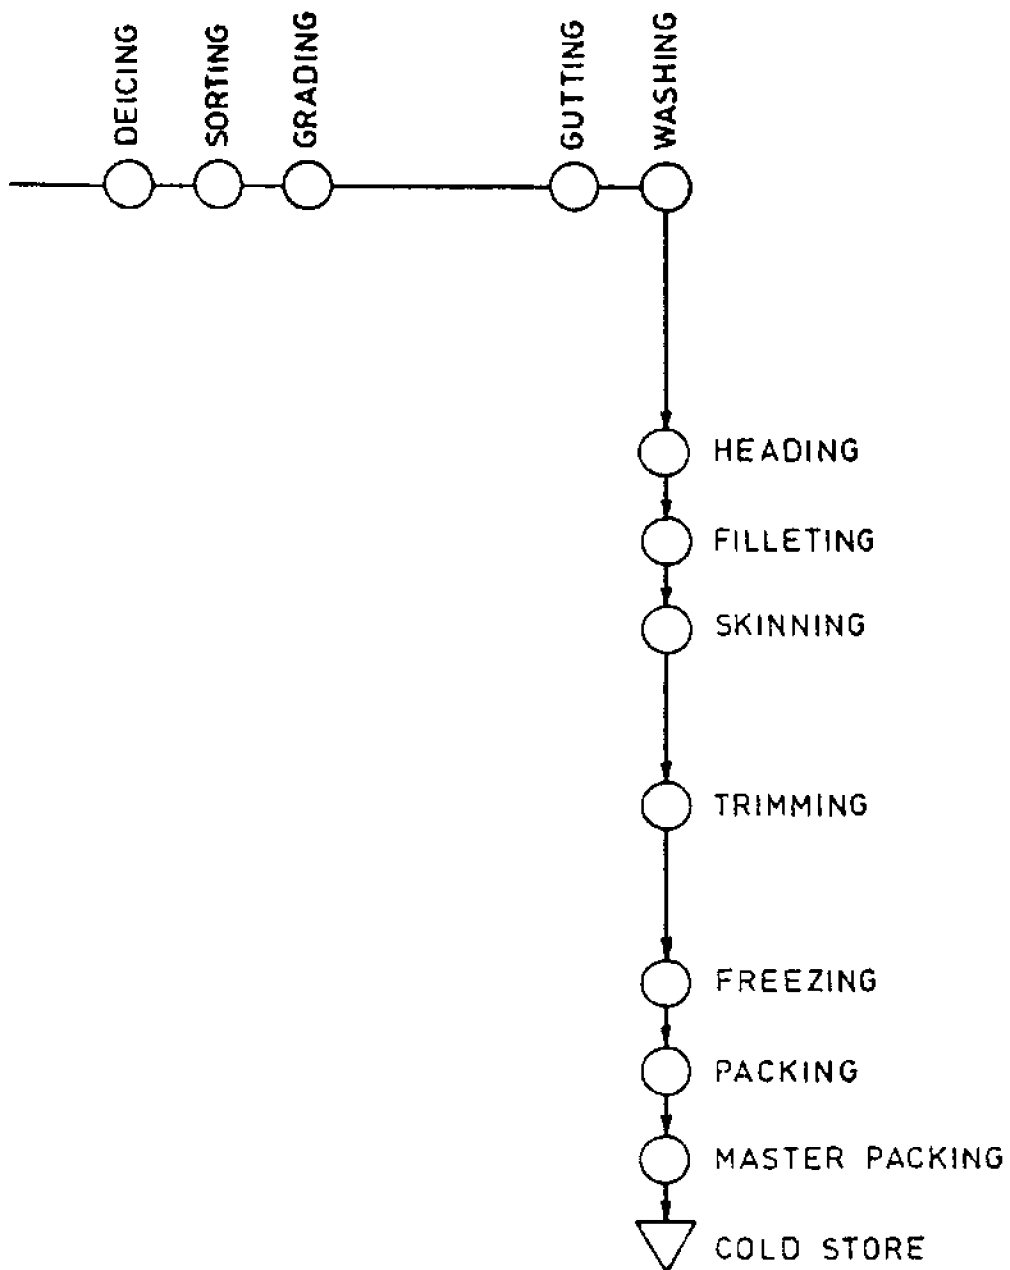 DEICING
SORTING
GRADING
GUTTING
WASHING
HEADING
FILLETING
SKINNING
TRIMMING
FREEZING
PACKING
MASTER PACKING
COLD STORE